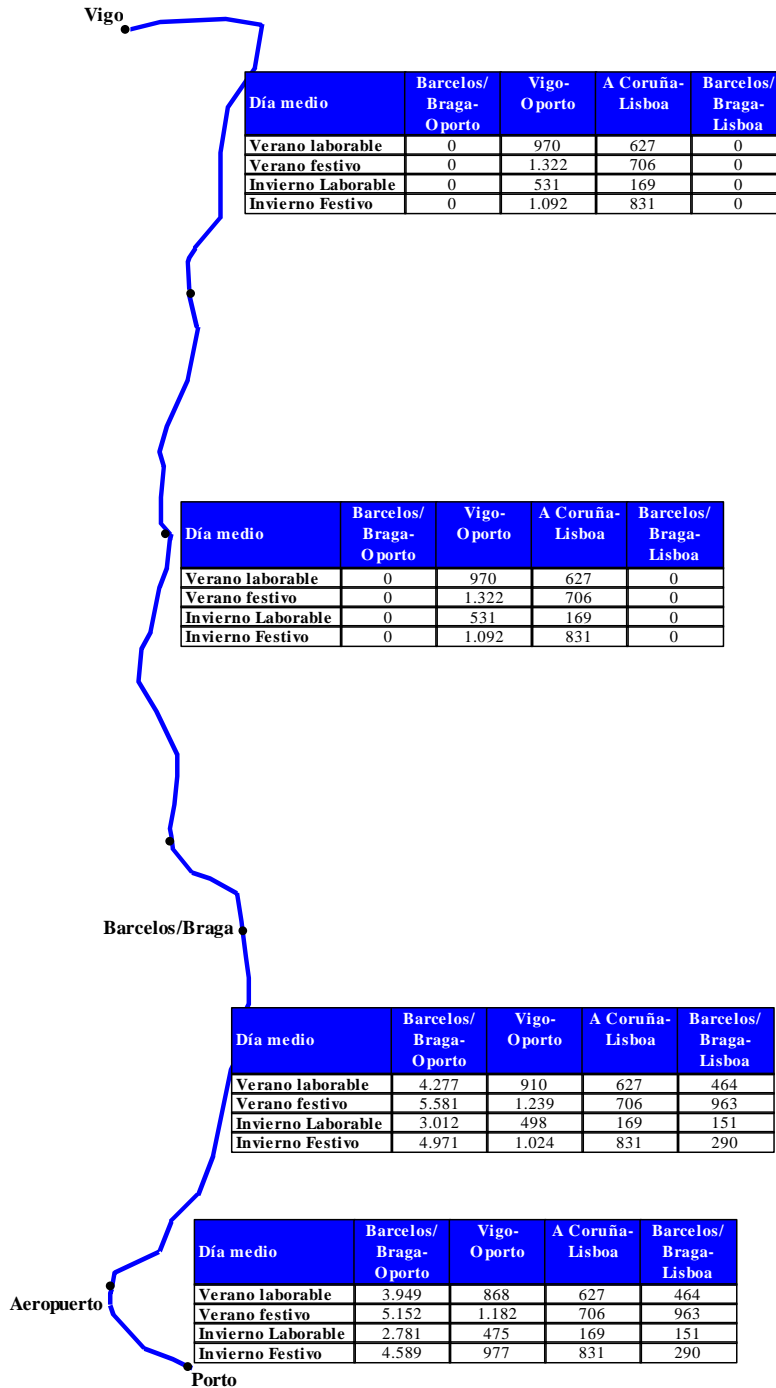 Vigo
Día medio Barcelos/ Braga- Oporto Vigo- Oporto A Coruña- Lisboa Barcelos/ Braga- Lisboa
Verano laborable 0 970 627 0
Verano festivo 0 1.322 706 0
Invierno Laborable 0 531 169 0
Invierno Festivo 0 1.092 831 0
Día medio Barcelos/ Braga- Oporto Vigo- Oporto A Coruña- Lisboa Barcelos/ Braga- Lisboa
Verano laborable 0 970 627 0
Verano festivo 0 1.322 706 0
Invierno Laborable 0 531 169 0
Invierno Festivo 0 1.092 831 0
Barcelos/Braga
Día medio Barcelos/ Braga- Oporto Vigo- Oporto A Coruña- Lisboa Barcelos/ Braga- Lisboa
Verano laborable 4.277 910 627 464
Verano festivo 5.581 1.239 706 963
Invierno Laborable 3.012 498 169 151
Invierno Festivo 4.971 1.024 831 290
Día medio Barcelos/ Braga- Oporto Vigo- Oporto A Coruña- Lisboa Barcelos/ Braga- Lisboa
Verano laborable 3.949 868 627 464
Verano festivo 5.152 1.182 706 963
Invierno Laborable 2.781 475 169 151
Invierno Festivo 4.589 977 831 290
Aeropuerto
Porto